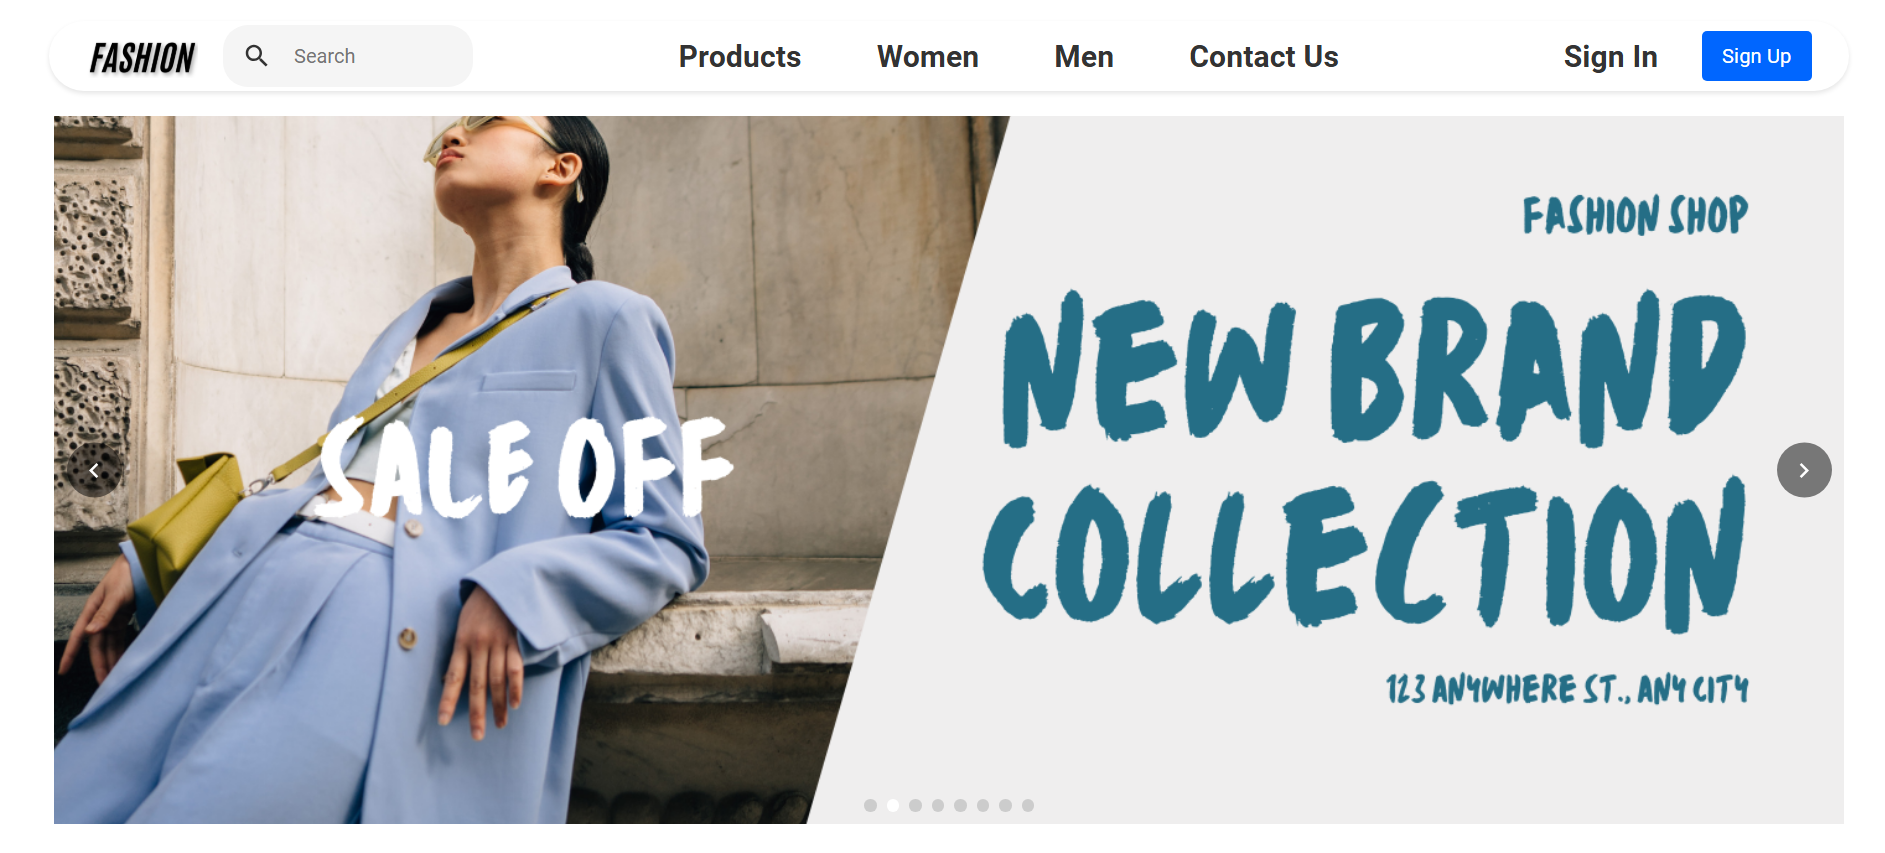 FASHION
Search
Products
Women
Men
Contact Us
Sign In
Sign Up
FASHION SHOP
NEW BRAND
COLLECTION
SALE OFF
123 ANYWHERE ST., ANY CITY